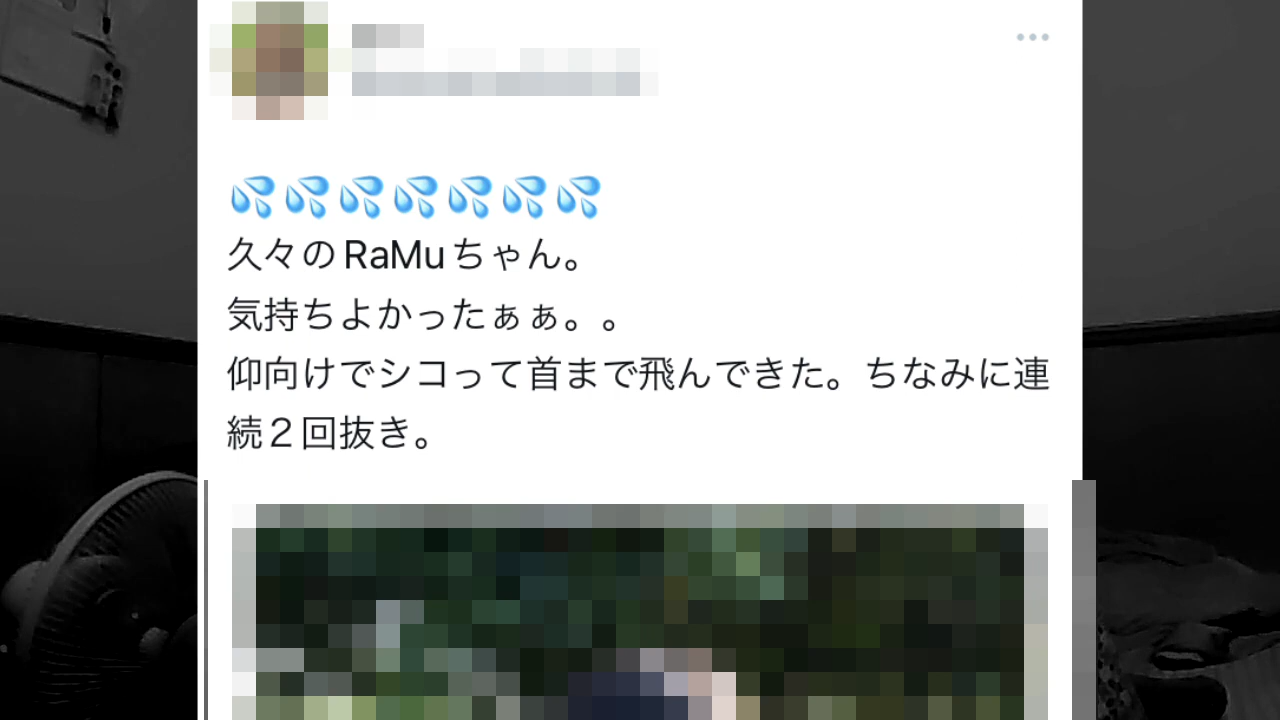 💦💦💦💦💦💦💦
久々のRaMuちゃん。
気持ちよかったぁぁ。。
仰向けでシコって首まで飛んできた。ちなみに連
続２回抜き。